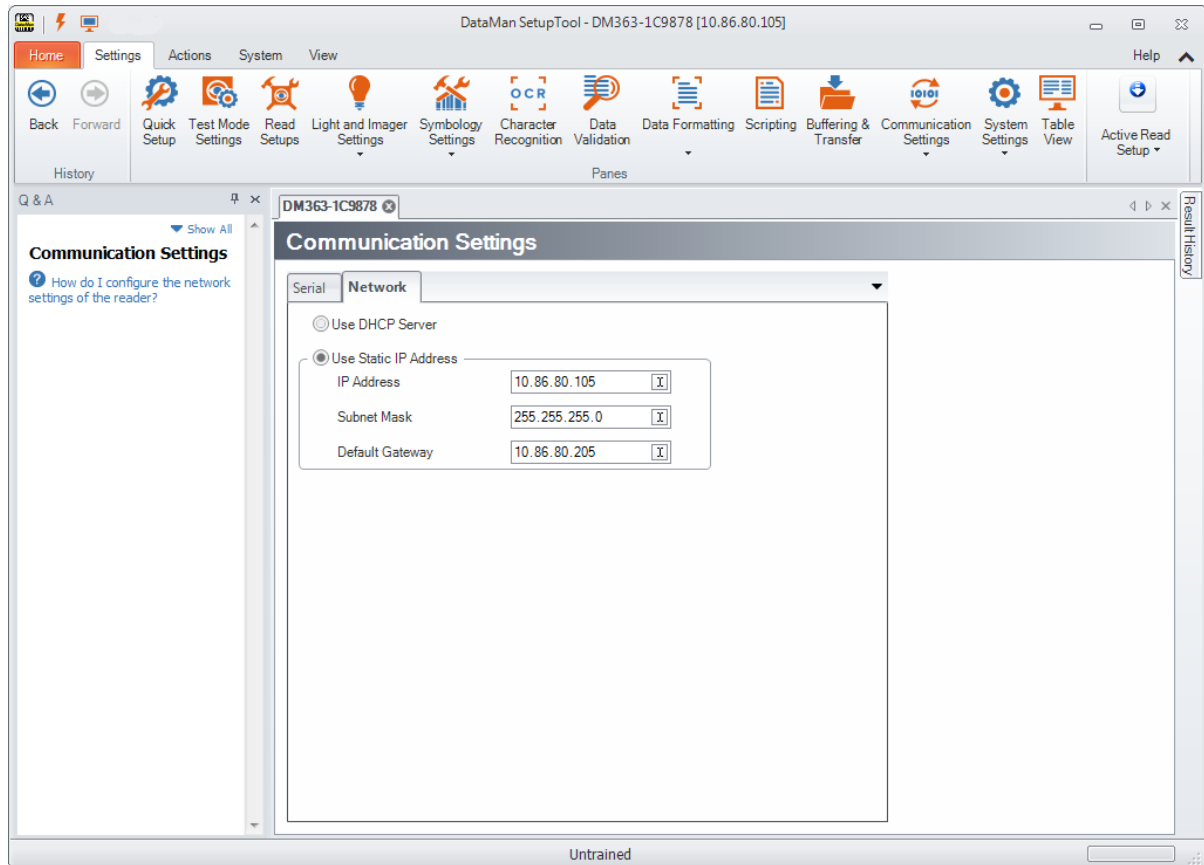 DataMan SetupTool - DM363-1C9878 [10.86.80.105]
Home Settings Actions System View Help
Back Forward Quick Setup Test Mode Settings Read Setups Light and Imager Settings Symbology Settings OCR Character Recognition Data Validation Data Formatting Scripting Buffering & Transfer 10101 Communication Settings System Settings Table View Active Read Setup
History Panes
Q & A
DM363-1C9878
Result History
Show All
Communication Settings
How do I configure the network
settings of the reader?
Communication Settings
Serial Network
Use DHCP Server
Use Static IP Address
IP Address 10.86.80.105
Subnet Mask 255.255.255.0
Default Gateway 10.86.80.205
Untrained